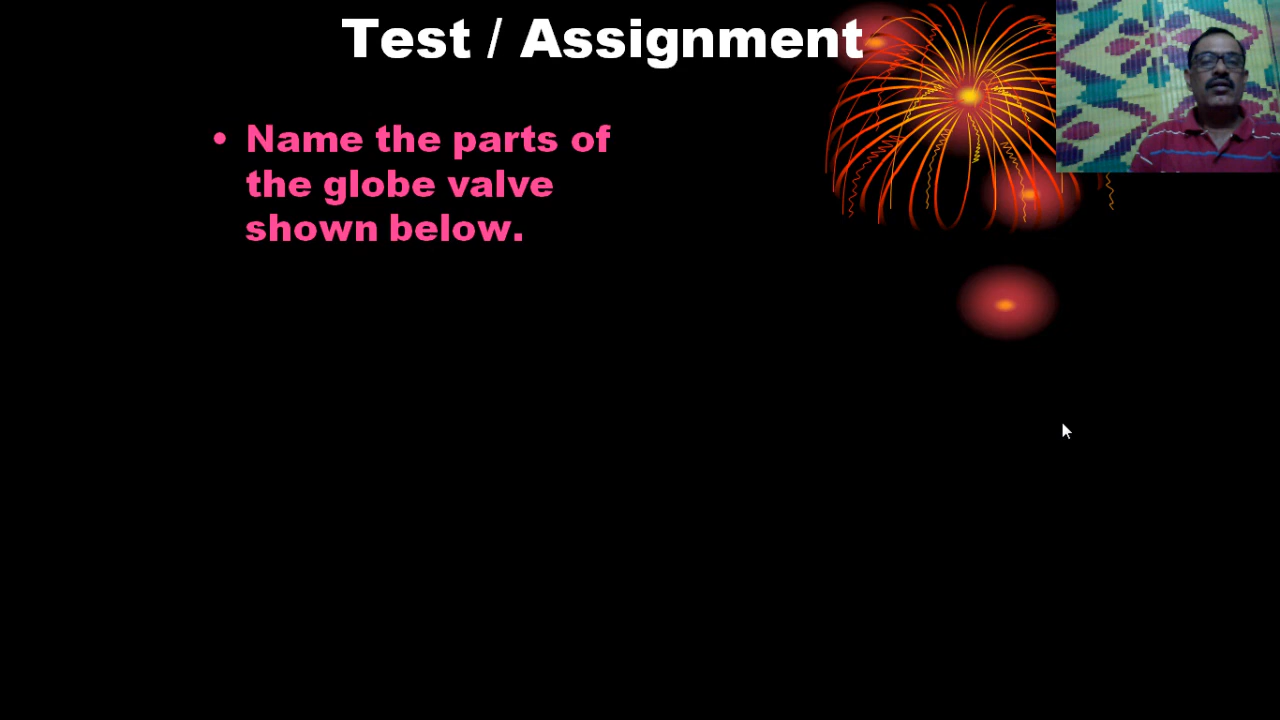 Test / Assignment
• Name the parts of
the globe valve
shown below.